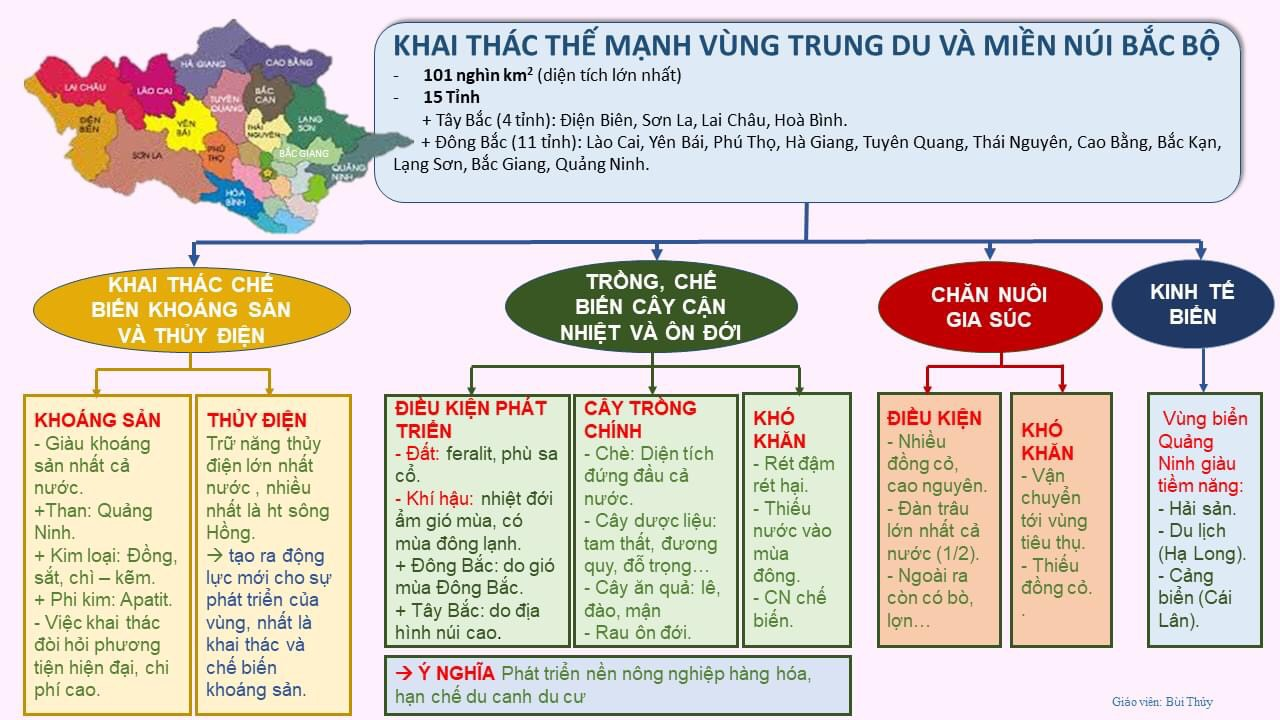 KHAI THÁC THẾ MẠNH VÙNG TRUNG DU VÀ MIỀN NÚI BẮC BỘ
- 101 nghìn km² (diện tích lớn nhất)
- 15 Tỉnh
+ Tây Bắc (4 tỉnh): Điện Biên, Sơn La, Lai Châu, Hoà Bình.
+ Đông Bắc (11 tỉnh): Lào Cai, Yên Bái, Phú Thọ, Hà Giang, Tuyên Quang, Thái Nguyên, Cao Bằng, Bắc Kạn,
Lạng Sơn, Bắc Giang, Quảng Ninh.
HÀ GIANG
CAO BẰNG
LAI CHÂU
LÀO CAI
TUYÊN
QUANG
BẮC
CẠN
ĐIỆN
BIÊN
YÊN
BÁI
THÁI
NGUYÊN
LẠNG
SƠN
SƠN LA
PHÚ
THỌ
BẮC GIANG
QUẢNG
NINH
HÒA
BÌNH
KHAI THÁC CHẾ
BIẾN KHOÁNG SẢN
VÀ THỦY ĐIỆN
KHOÁNG SẢN
- Giàu khoáng
sản nhất cả
nước.
+Than: Quảng
Ninh.
+ Kim loại: Đồng,
sắt, chì – kẽm.
+ Phi kim: Apatit.
- Việc khai thác
đòi hỏi phương
tiện hiện đại, chi
phí cao.
THỦY ĐIỆN
Trữ năng thủy
điện lớn nhất
nước , nhiều
nhất là ht sông
Hồng.
→ tạo ra động
lực mới cho sự
phát triển của
vùng, nhất là
khai thác và
chế biến
khoáng sản.
TRỒNG, CHẾ
BIẾN CÂY CẬN
NHIỆT VÀ ÔN ĐỚI
ĐIỀU KIỆN PHÁT
TRIỂN
- Đất: feralit, phù sa
cổ.
- Khí hậu: nhiệt đới
ẩm gió mùa, có
mùa đông lạnh.
+ Đông Bắc: do gió
mùa Đông Bắc.
+ Tây Bắc: do địa
hình núi cao.
CÂY TRỒNG
CHÍNH
- Chè: Diện tích
đứng đầu cả
nước.
- Cây dược liệu:
tam thất, đương
quy, đỗ trọng…
- Cây ăn quả: lê,
đào, mận
- Rau ôn đới.
KHÓ
KHĂN
- Rét đậm
rét hại.
- Thiếu
nước vào
mùa
đông.
- CN chế
biến.
→ Ý NGHĨA Phát triển nền nông nghiệp hàng hóa,
hạn chế du canh du cư
CHĂN NUÔI
GIA SÚC
ĐIỀU KIỆN
- Nhiều
đồng cỏ,
cao nguyên.
- Đàn trâu
lớn nhất cả
nước (1/2).
- Ngoài ra
còn có bò,
lợn…
KHÓ
KHĂN
- Vận
chuyển
tới vùng
tiêu thụ.
- Thiếu
đồng cỏ.
.
KINH TẾ
BIỂN
Vùng biển
Quảng
Ninh giàu
tiềm năng:
- Hải sản.
- Du lịch
(Hạ Long).
- Cảng
biển (Cái
Lân).
Giáo viên: Bùi Thủy